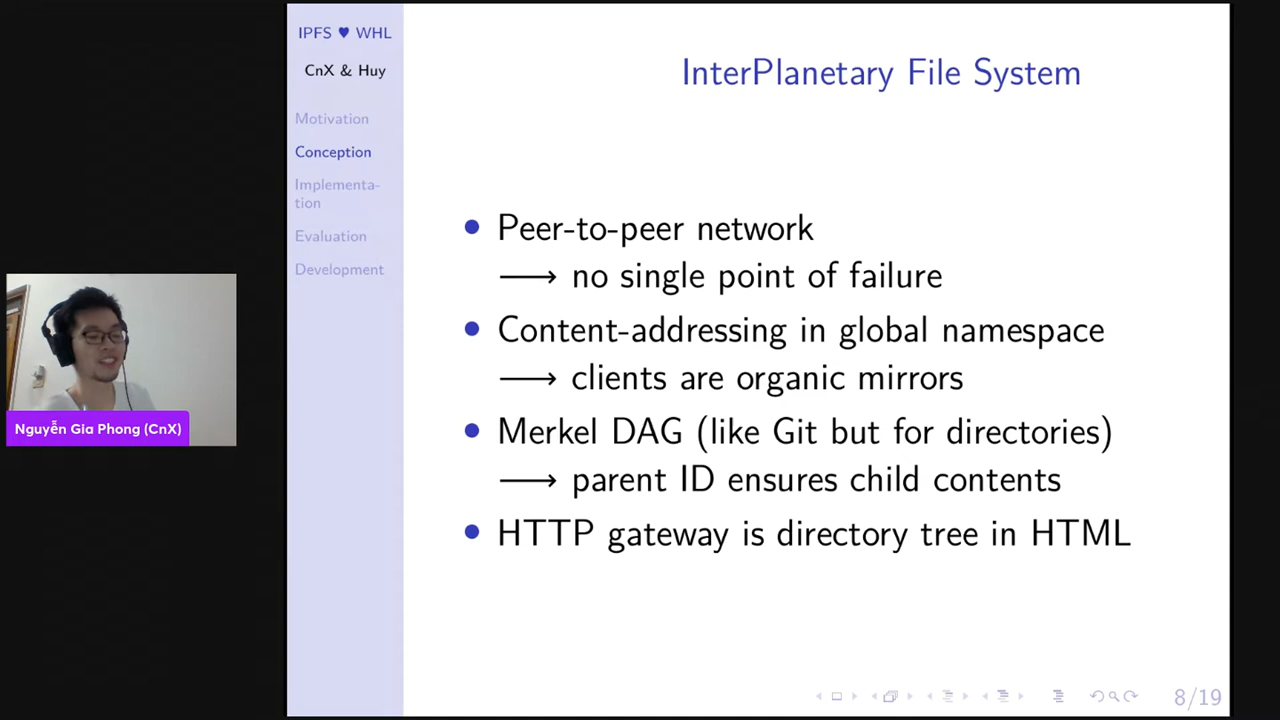 IPFS ♥ WHL
CnX & Huy
Motivation
Conception
Implementa-
tion
Evaluation
Development
InterPlanetary File System
• Peer-to-peer network
⟶ no single point of failure
• Content-addressing in global namespace
⟶ clients are organic mirrors
• Merkel DAG (like Git but for directories)
⟶ parent ID ensures child contents
• HTTP gateway is directory tree in HTML
8/19
Nguyễn Gia Phong (CnX)